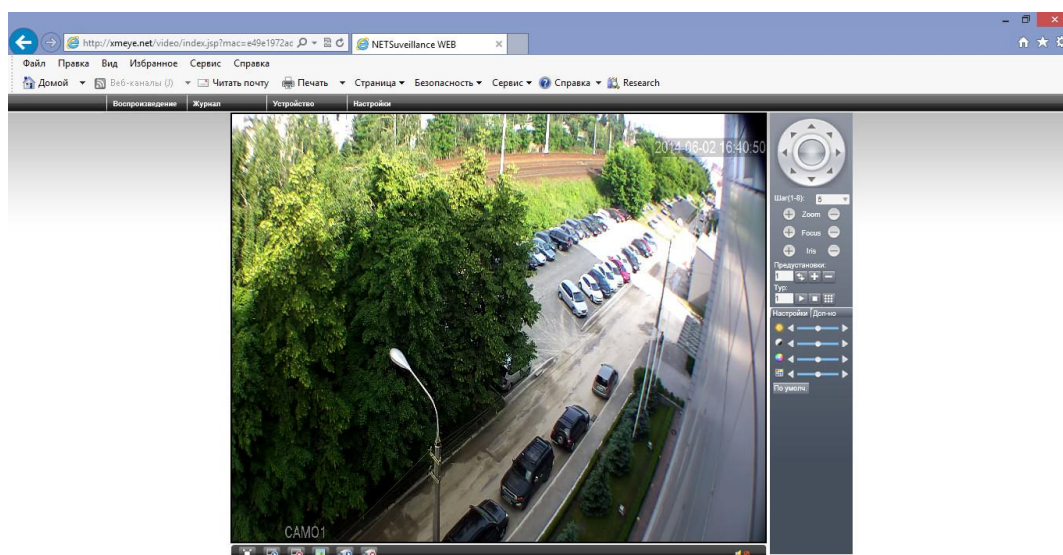 http://xmeye.net/video/index.jsp?mac=e49e1972ac
NETSuveillance WEB
Файл Правка Вид Избранное Сервис Справка
Домой Веб-каналы (J) Читать почту Печать Страница Безопасность Сервис Справка Research
Воспроизведение Журнал Устройство Настройки
2014-06-02 16:40:50
Шаг(1-8):
Zoom
Focus
Iris
Предустановки:
1
Тур:
1
Настройки Доп-но
По умолч.
CAM01